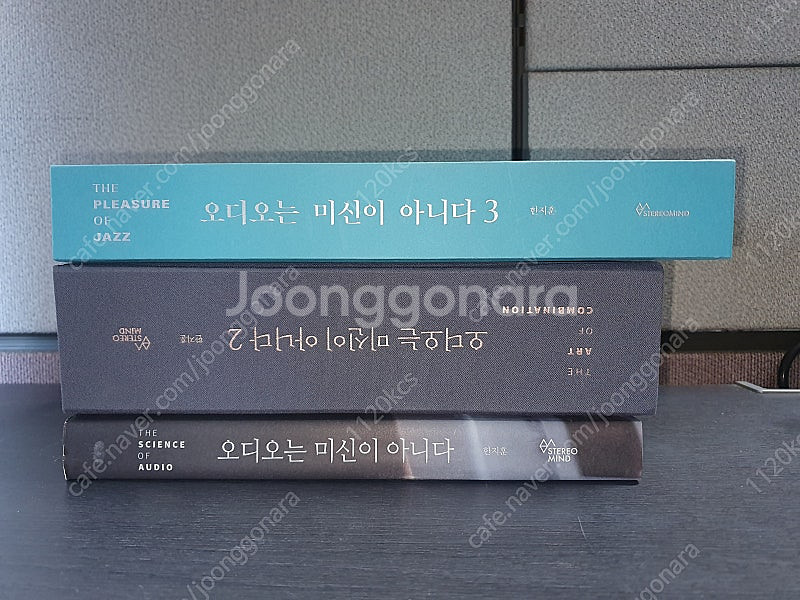 THE
PLEASURE
OF
JAZZ
오디오는 미신이 아니다 3
한지훈
STEREOMIND
Joonggonara
THE
ART
OF
COMBINATION
오디오는 미신이 아니다 2
한지훈
STEREO
MIND
THE
SCIENCE
OF
AUDIO
오디오는 미신이 아니다
한지훈
STEREO
MIND
cafe.naver.com/joonggonara
1120kcs